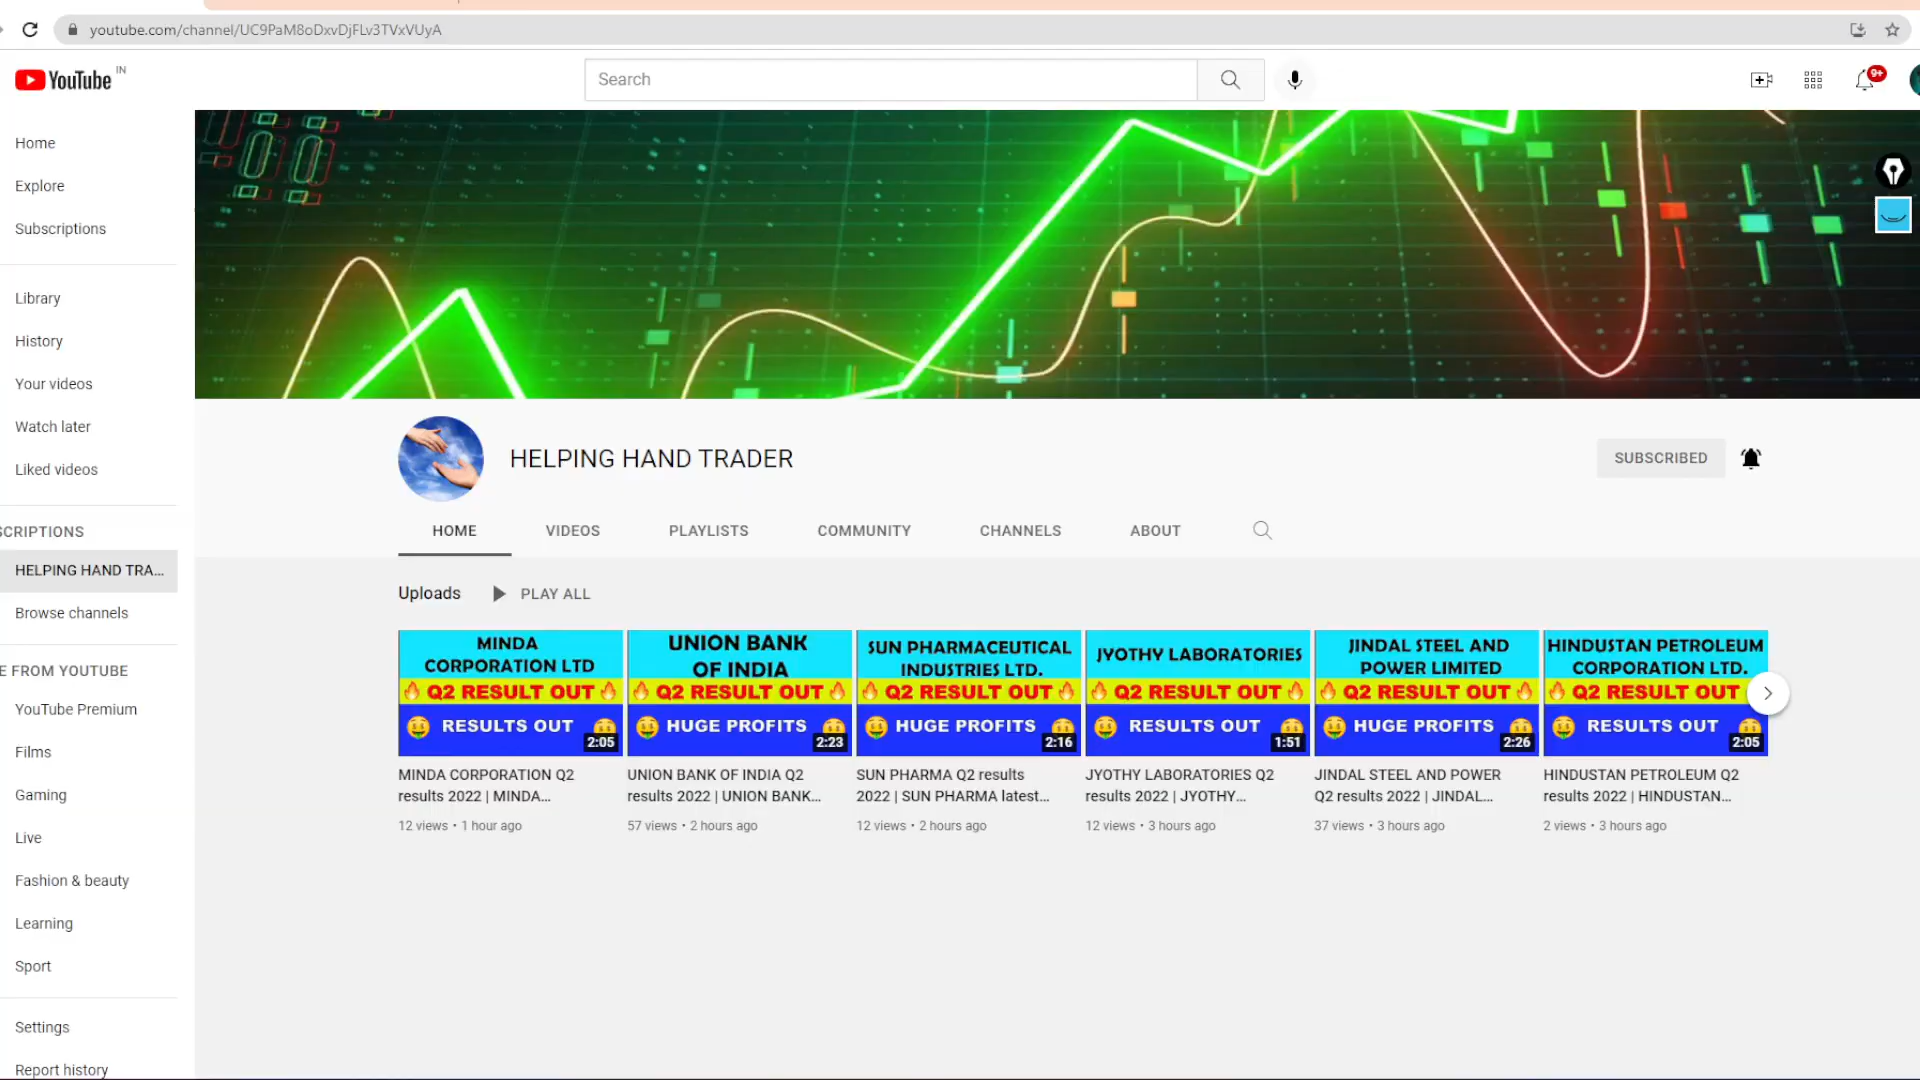 youtube.com/channel/UC9PaM8oDxvDjFLv3TVxVUyA
YouTube IN
Search
9+
Home
Explore
Subscriptions
Library
History
Your videos
Watch later
Liked videos
SCRIPTIONS
HELPING HAND TRA...
Browse channels
E FROM YOUTUBE
YouTube Premium
Films
Gaming
Live
Fashion & beauty
Learning
Sport
Settings
Report history
HELPING HAND TRADER
SUBSCRIBED
HOME VIDEOS PLAYLISTS COMMUNITY CHANNELS ABOUT
Uploads PLAY ALL
MINDA
CORPORATION LTD
Q2 RESULT OUT
RESULTS OUT
2:05
MINDA CORPORATION Q2
results 2022 | MINDA...
12 views • 1 hour ago
UNION BANK
OF INDIA
Q2 RESULT OUT
HUGE PROFITS
2:23
UNION BANK OF INDIA Q2
results 2022 | UNION BANK...
57 views • 2 hours ago
SUN PHARMACEUTICAL
INDUSTRIES LTD.
Q2 RESULT OUT
HUGE PROFITS
2:16
SUN PHARMA Q2 results
2022 | SUN PHARMA latest...
12 views • 2 hours ago
JYOTHY LABORATORIES
Q2 RESULT OUT
RESULTS OUT
1:51
JYOTHY LABORATORIES Q2
results 2022 | JYOTHY...
12 views • 3 hours ago
JINDAL STEEL AND
POWER LIMITED
Q2 RESULT OUT
HUGE PROFITS
2:26
JINDAL STEEL AND POWER
Q2 results 2022 | JINDAL...
37 views • 3 hours ago
HINDUSTAN PETROLEUM
CORPORATION LTD.
Q2 RESULT OUT
RESULTS OUT
2:05
HINDUSTAN PETROLEUM Q2
results 2022 | HINDUSTAN...
2 views • 3 hours ago